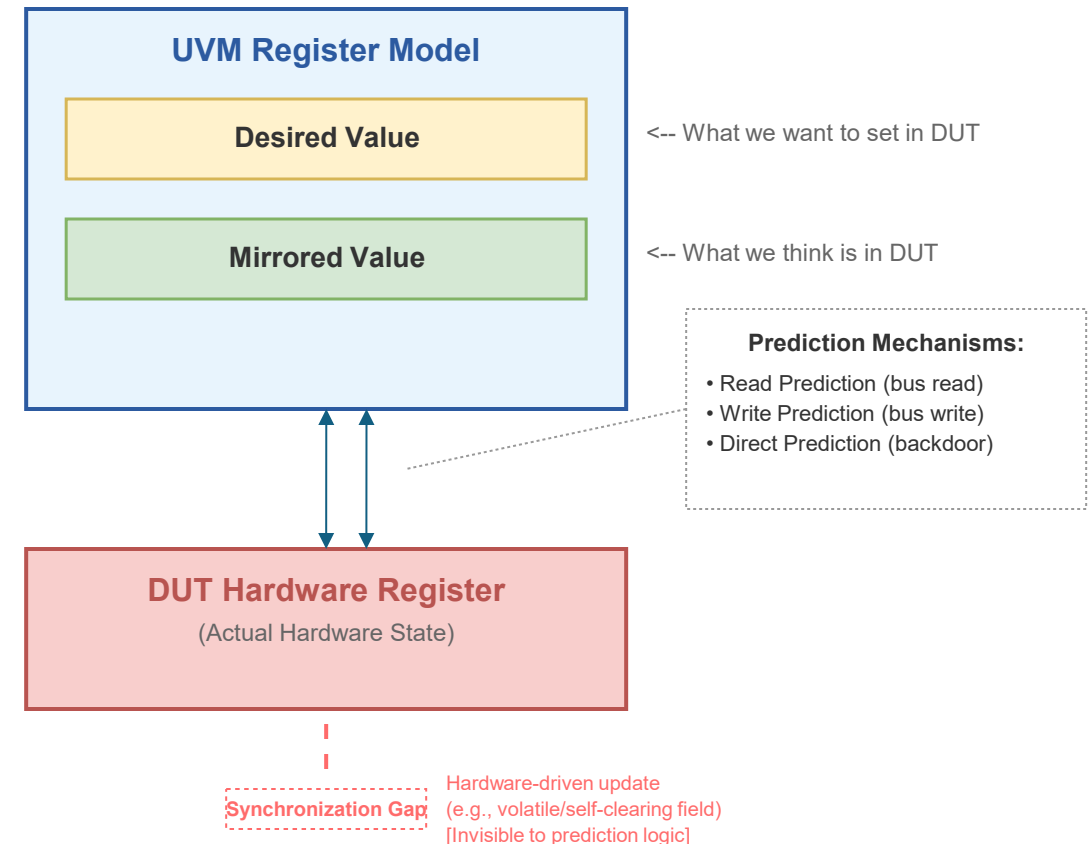 UVM Register Model
Desired Value
<-- What we want to set in DUT
Mirrored Value
<-- What we think is in DUT
Prediction Mechanisms:
• Read Prediction (bus read)
• Write Prediction (bus write)
• Direct Prediction (backdoor)
DUT Hardware Register
(Actual Hardware State)
Synchronization Gap
Hardware-driven update
(e.g., volatile/self-clearing field)
[Invisible to prediction logic]